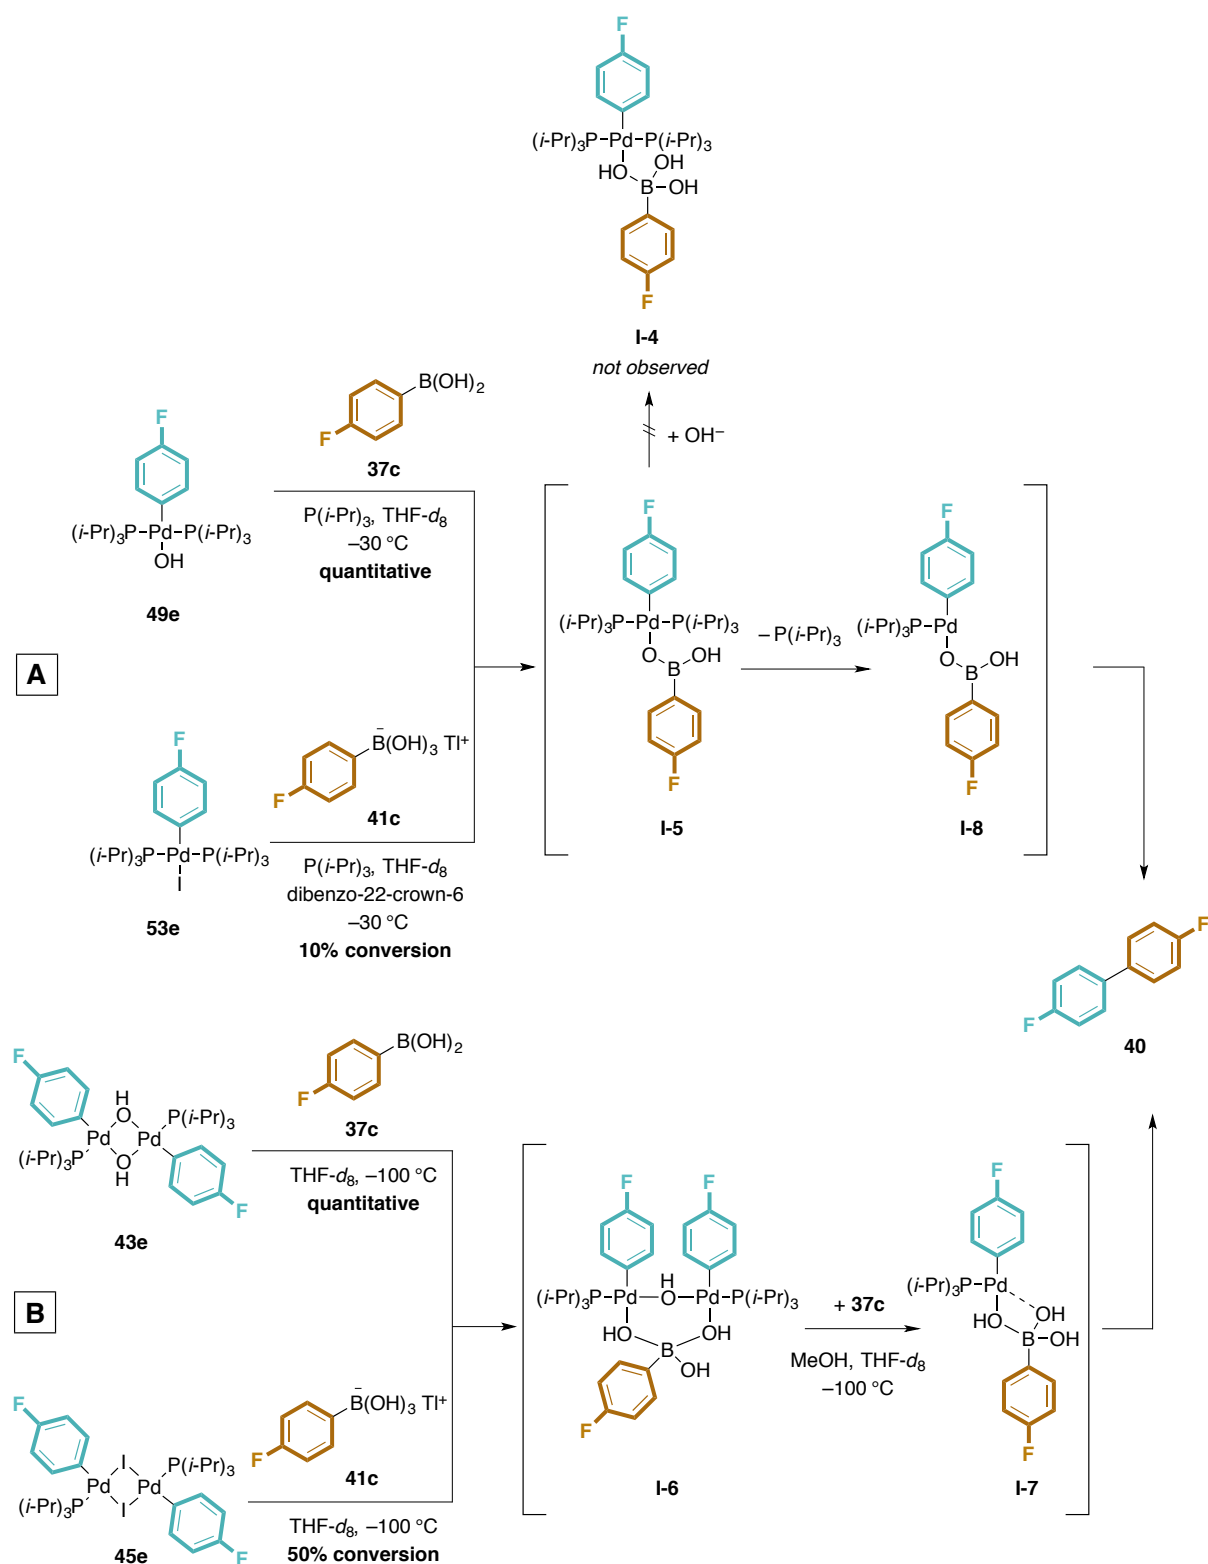 F
(i-Pr)3P–Pd–P(i-Pr)3
HO
OH
B–OH
F
I-4
not observed
+ OH–
F
(i-Pr)3P–Pd–P(i-Pr)3
OH
49e
B(OH)2
F
37c
P(i-Pr)3, THF-d8
–30 °C
quantitative
A
F
(i-Pr)3P–Pd–P(i-Pr)3
I
53e
B(OH)3 Tl+
–
F
41c
P(i-Pr)3, THF-d8
dibenzo-22-crown-6
–30 °C
10% conversion
F
(i-Pr)3P–Pd–P(i-Pr)3
O
OH
B
F
I-5
– P(i-Pr)3
F
(i-Pr)3P–Pd
O
OH
B
F
I-8
F
F
40
F
H
O
P(i-Pr)3
Pd
Pd
(i-Pr)3P
O
H
F
43e
B(OH)2
F
37c
THF-d8, –100 °C
quantitative
B
F
I
P(i-Pr)3
Pd
Pd
(i-Pr)3P
I
F
45e
B(OH)3 Tl+
–
F
41c
THF-d8, –100 °C
50% conversion
F
F
H
(i-Pr)3P–Pd–O–Pd–P(i-Pr)3
HO
OH
B
OH
F
I-6
+ 37c
MeOH, THF-d8
–100 °C
F
(i-Pr)3P–Pd
OH
HO
B–OH
F
I-7